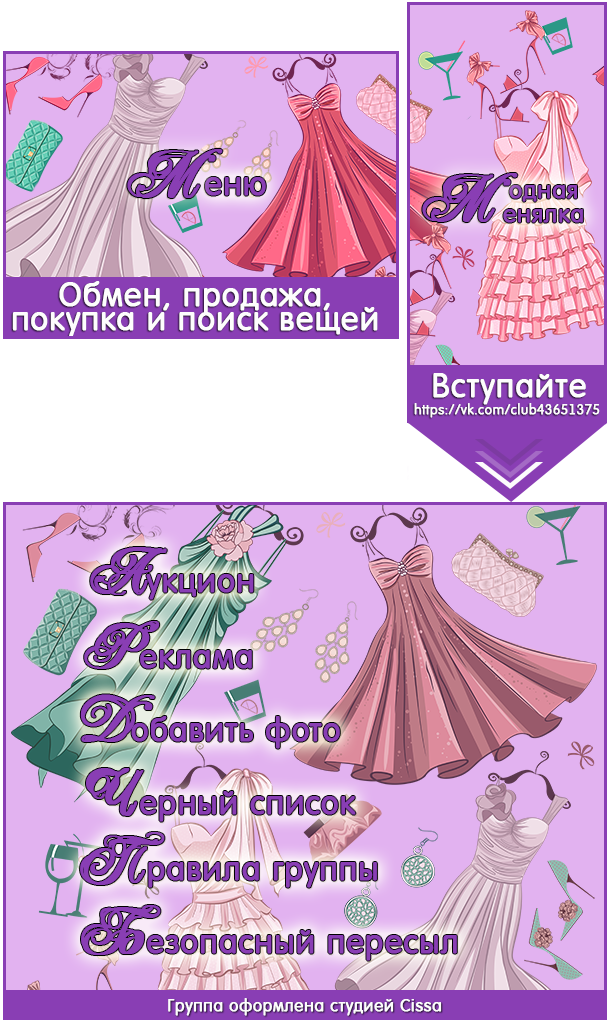 Меню
Обмен, продажа,
покупка и поиск вещей
Модная
Менялка
Вступайте
https://vk.com/club43651375
Аукцион
Реклама
Добавить фото
Черный список
Правила группы
Безопасный пересыл
Группа оформлена студией Cissa